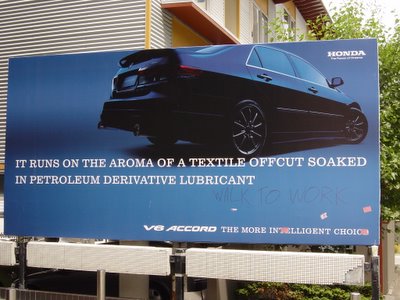 HONDA
The Power of Dreams
IT RUNS ON THE AROMA OF A TEXTILE OFFCUT SOAKED
IN PETROLEUM DERIVATIVE LUBRICANT
WALK TO WORK
V6 ACCORD THE MORE INTELLIGENT CHOICE